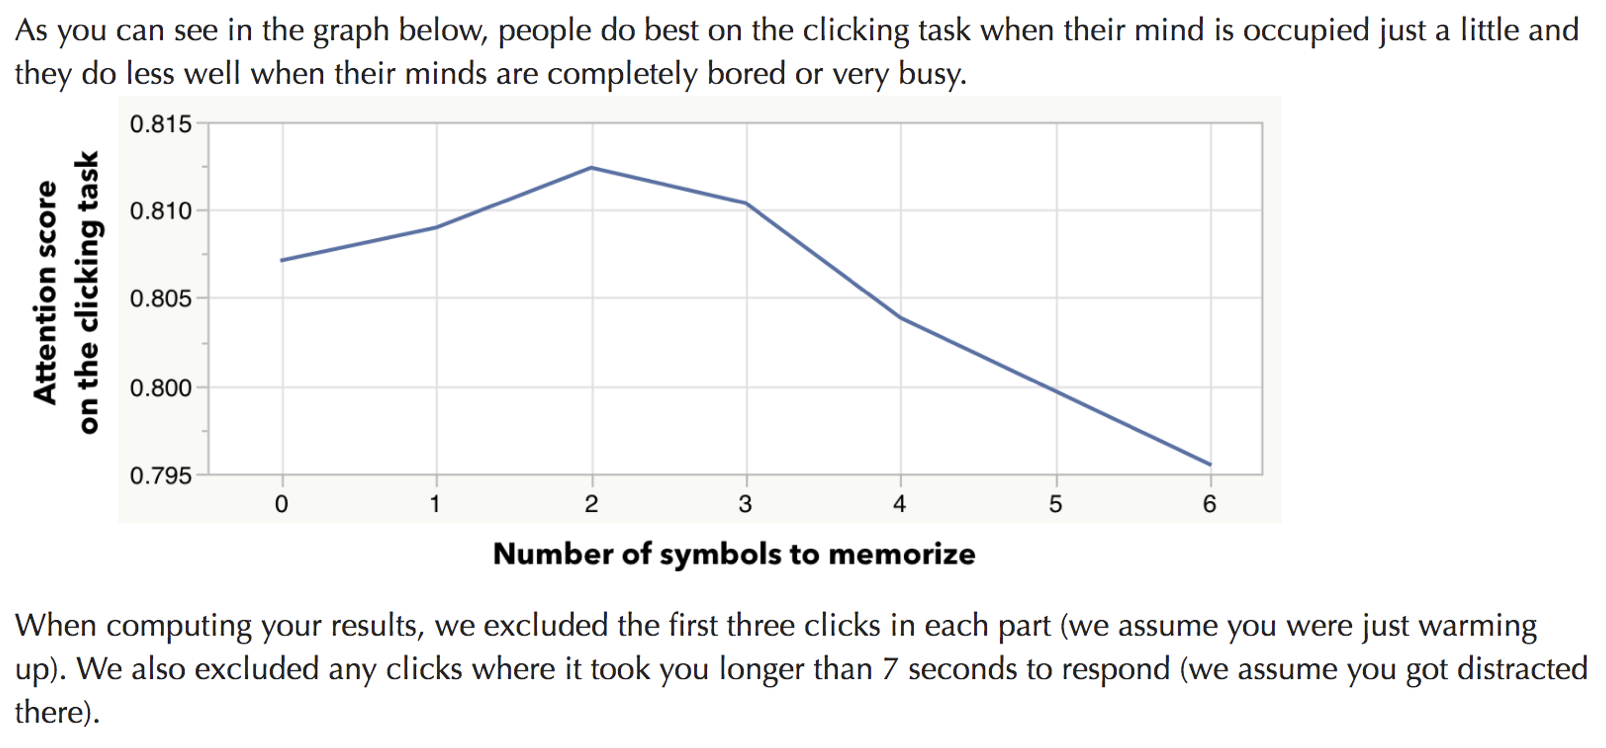 As you can see in the graph below, people do best on the clicking task when their mind is occupied just a little and
they do less well when their minds are completely bored or very busy.
Attention score
on the clicking task
0.815
0.810
0.805
0.800
0.795
0 1 2 3 4 5 6
Number of symbols to memorize
When computing your results, we excluded the first three clicks in each part (we assume you were just warming
up). We also excluded any clicks where it took you longer than 7 seconds to respond (we assume you got distracted
there).